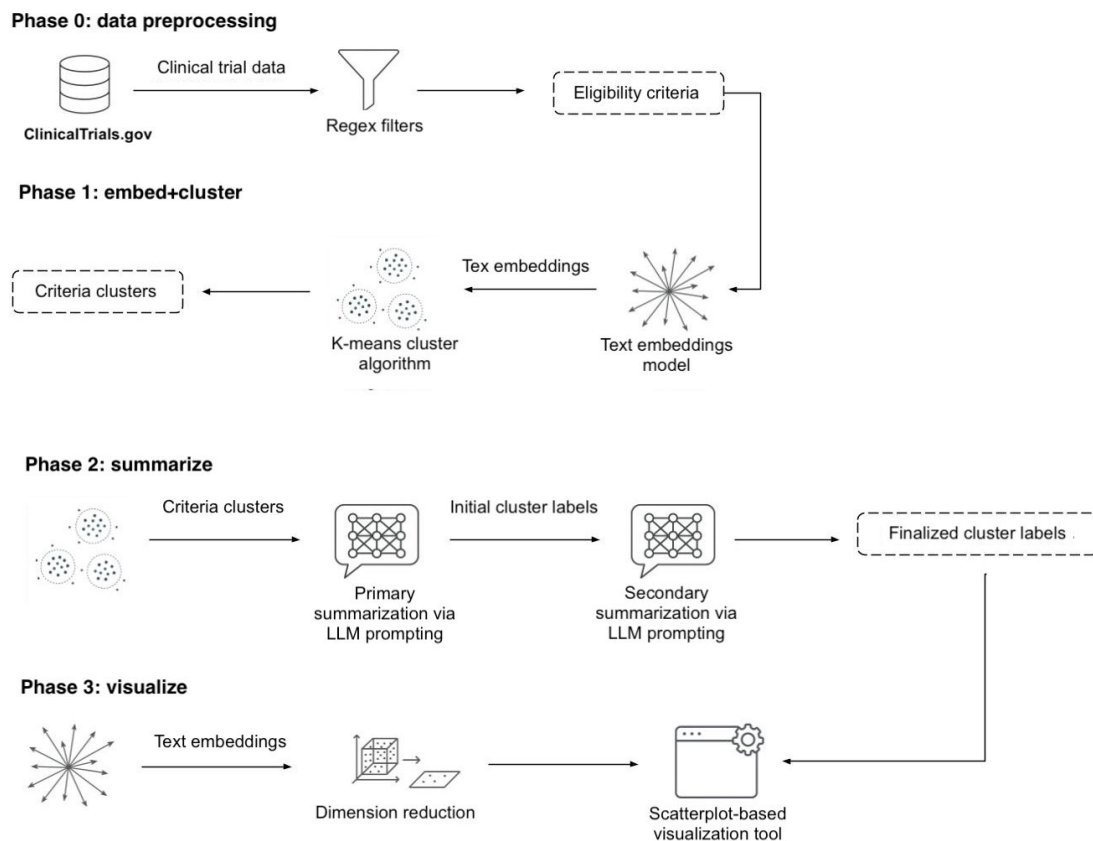 Phase 0: data preprocessing
Clinical trial data
Eligibility criteria
Regex filters
ClinicalTrials.gov
Phase 1: embed+cluster
Tex embeddings
Criteria clusters
K-means cluster
algorithm
Text embeddings
model
Phase 2: summarize
Criteria clusters
Initial cluster labels
Finalized cluster labels
Primary
summarization via
LLM prompting
Secondary
summarization via
LLM prompting
Phase 3: visualize
Text embeddings
Dimension reduction
Scatterplot-based
visualization tool